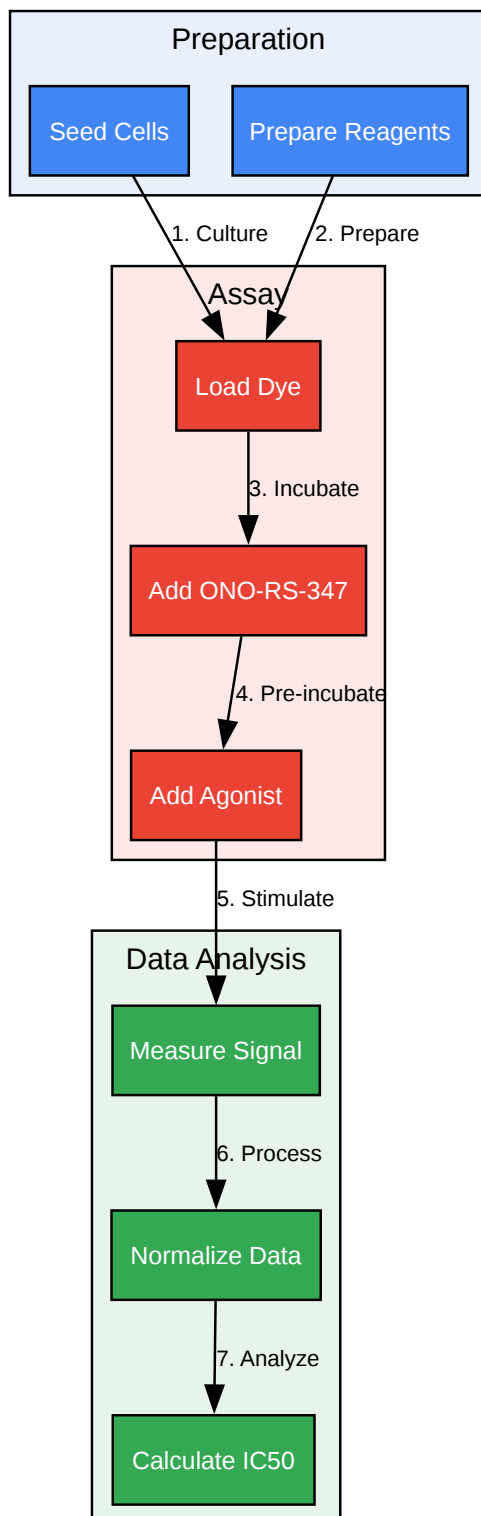 Preparation
Seed Cells
Prepare Reagents
1. Culture
2. Prepare
Assay
Load Dye
3. Incubate
Add ONO-RS-347
4. Pre-incubate
Add Agonist
5. Stimulate
Data Analysis
Measure Signal
6. Process
Normalize Data
7. Analyze
Calculate IC50